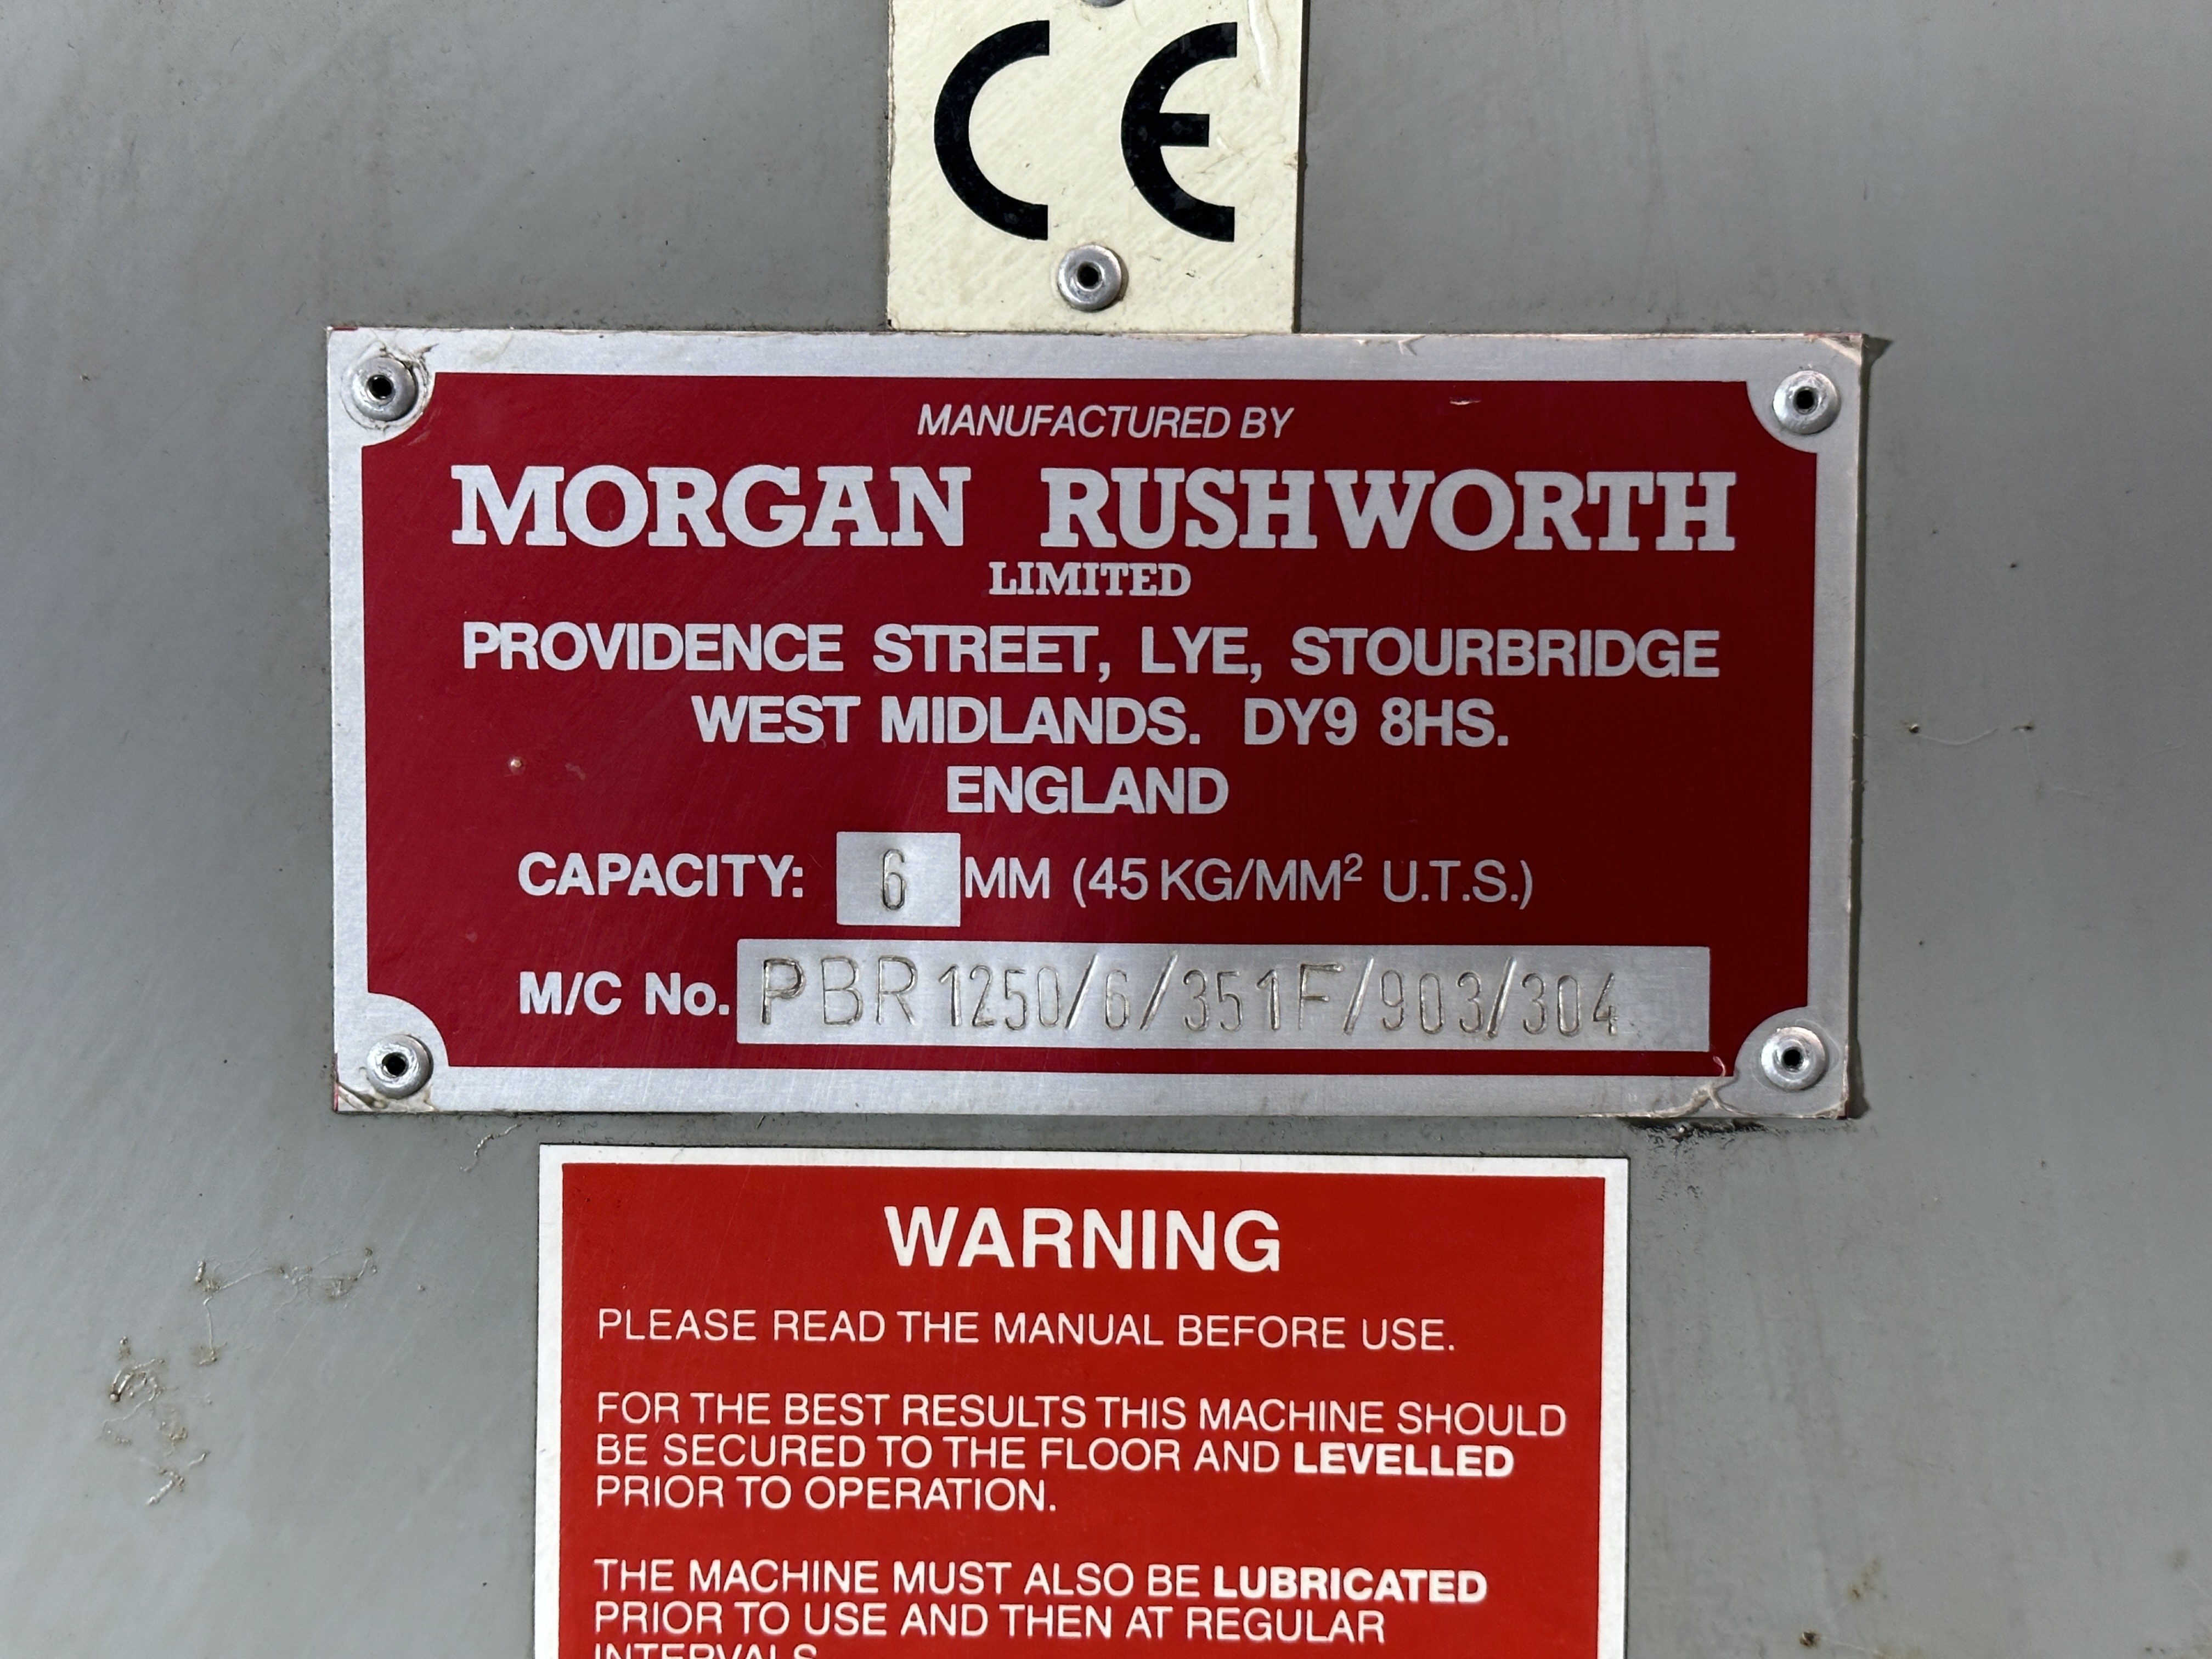 CE
MANUFACTURED BY
MORGAN RUSHWORTH
LIMITED
PROVIDENCE STREET, LYE, STOURBRIDGE
WEST MIDLANDS. DY9 8HS.
ENGLAND
CAPACITY: 6 MM (45 KG/MM² U.T.S.)
M/C No. PBR1250/6/351F/903/304
WARNING
PLEASE READ THE MANUAL BEFORE USE.
FOR THE BEST RESULTS THIS MACHINE SHOULD
BE SECURED TO THE FLOOR AND LEVELLED
PRIOR TO OPERATION.
THE MACHINE MUST ALSO BE LUBRICATED
PRIOR TO USE AND THEN AT REGULAR
INTERVALS